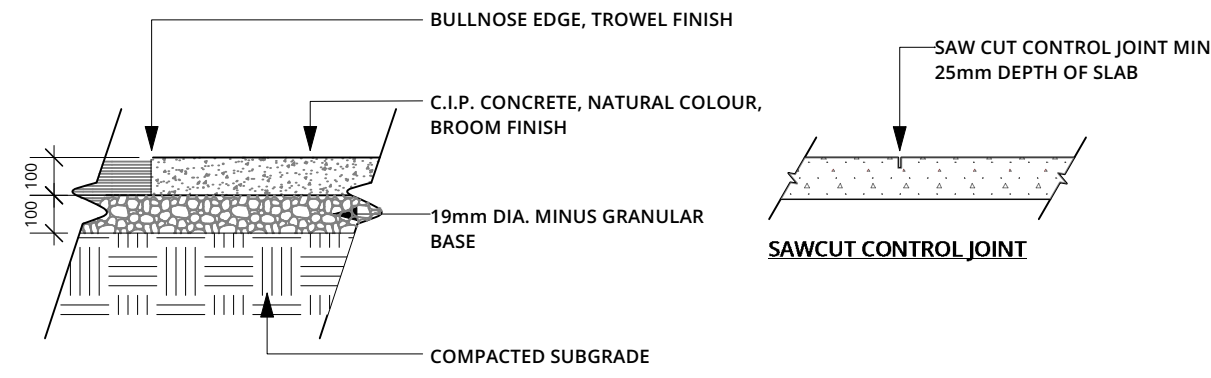 BULLNOSE EDGE, TROWEL FINISH
C.I.P. CONCRETE, NATURAL COLOUR,
BROOM FINISH
100
100
19mm DIA. MINUS GRANULAR
BASE
COMPACTED SUBGRADE
SAW CUT CONTROL JOINT MIN
25mm DEPTH OF SLAB
SAWCUT CONTROL JOINT